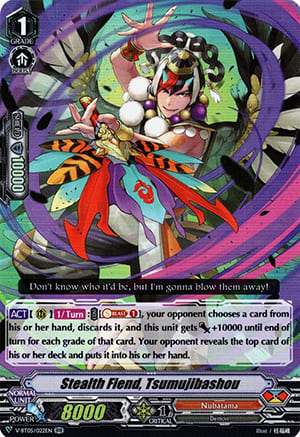 1
GRADE
BOOST
10000
Don't know who it'd be, but I'm gonna blow them away!
ACT 1/Turn : BLAST 1, your opponent chooses a card from
his or her hand, discards it, and this unit gets +10000 until end of
turn for each grade of that card. Your opponent reveals the top card of
his or her deck and puts it into his or her hand.
Stealth Fiend, Tsumujibashou
NORMAL
UNIT
POWER 8000
1
CRITICAL
Nubatama
Demon
V-BT05/022EN RR
Illust / 桂福峰